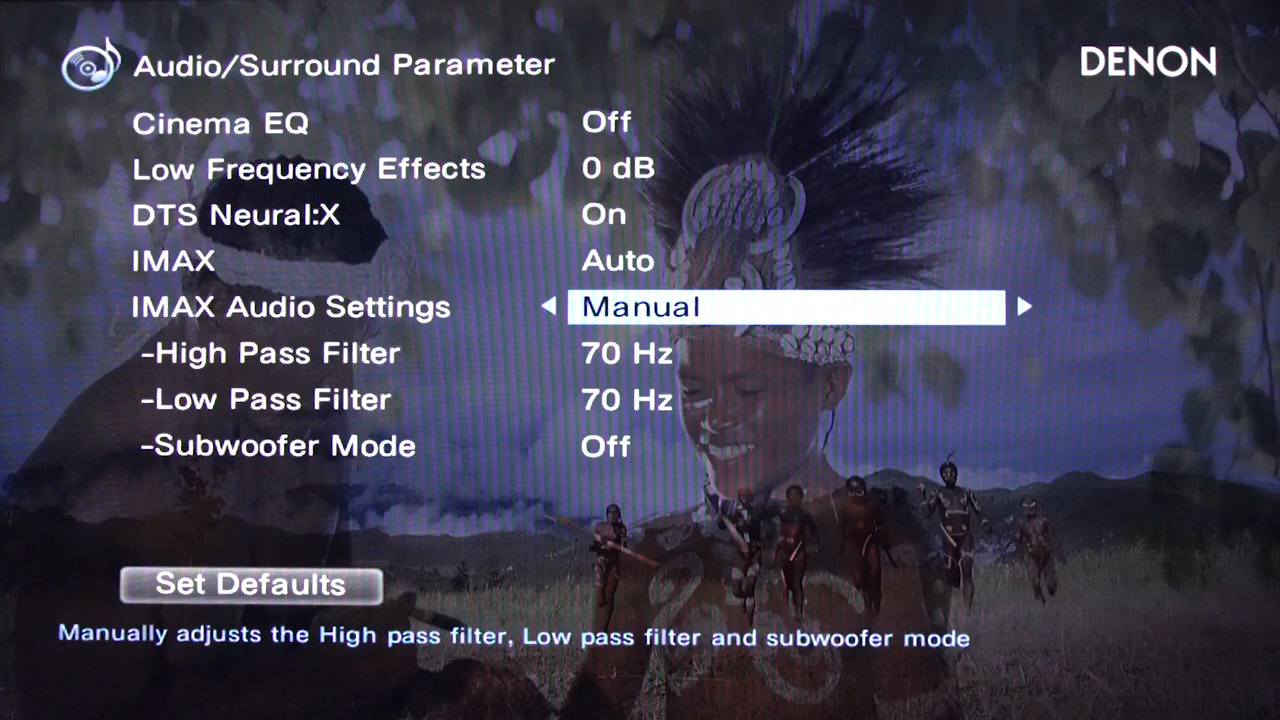 Audio/Surround Parameter
DENON
Cinema EQ Off
Low Frequency Effects 0 dB
DTS Neural:X On
IMAX Auto
IMAX Audio Settings Manual
-High Pass Filter 70 Hz
-Low Pass Filter 70 Hz
-Subwoofer Mode Off
Set Defaults
Manually adjusts the High pass filter, Low pass filter and subwoofer mode